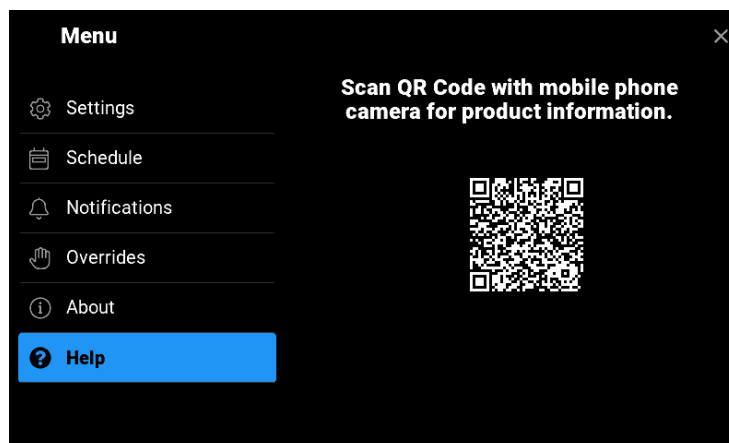 Menu
Settings
Schedule
Notifications
Overrides
About
Help
Scan QR Code with mobile phone
camera for product information.